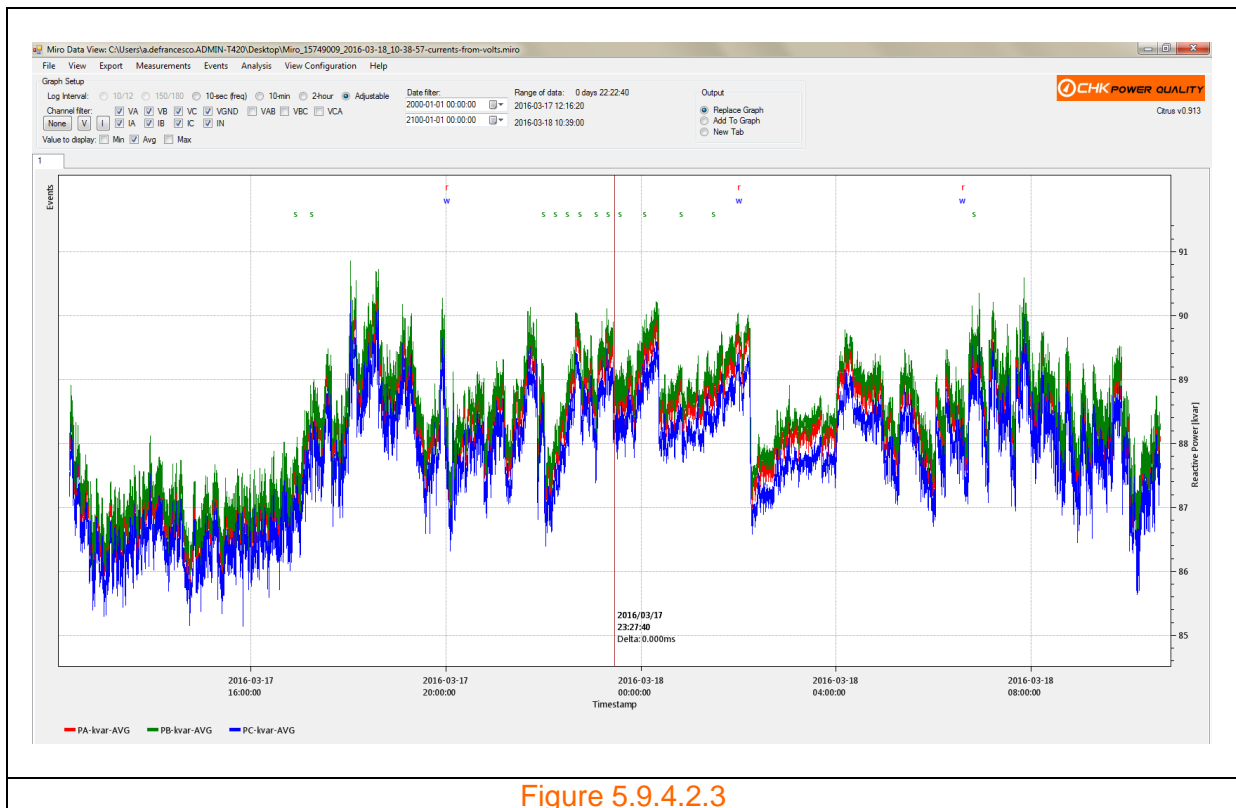 Miro Data View: C:\Users\a.defrancesco.ADMIN-T420\Desktop\Miro_15749009_2016-03-18_10-38-57-currents-from-volts.miro
File View Export Measurements Events Analysis View Configuration Help
Graph Setup
Log Interval: 10/12 150/180 10-sec (freq) 10-min 2-hour Adjustable
Channel filter: VA VB VC VGND VAB VBC VCA
None V I IA IB IC IN
Value to display: Min Avg Max
Date filter:
2000-01-01 00:00:00
2100-01-01 00:00:00
Range of data: 0 days 22:22:40
2016-03-17 12:16:20
2016-03-18 10:39:00
Output
Replace Graph
Add To Graph
New Tab
CHK POWER QUALITY
Citrus v0.913
1
Events
r r r
w w w
s s s s s s s s s s s s s
91
90
89
88
87
86
85
Reactive Power [kvar]
2016/03/17
23:27:40
Delta: 0.000ms
2016-03-17 2016-03-17 2016-03-18 2016-03-18 2016-03-18
16:00:00 20:00:00 00:00:00 04:00:00 08:00:00
Timestamp
PA-kvar-AVG PB-kvar-AVG PC-kvar-AVG
Figure 5.9.4.2.3